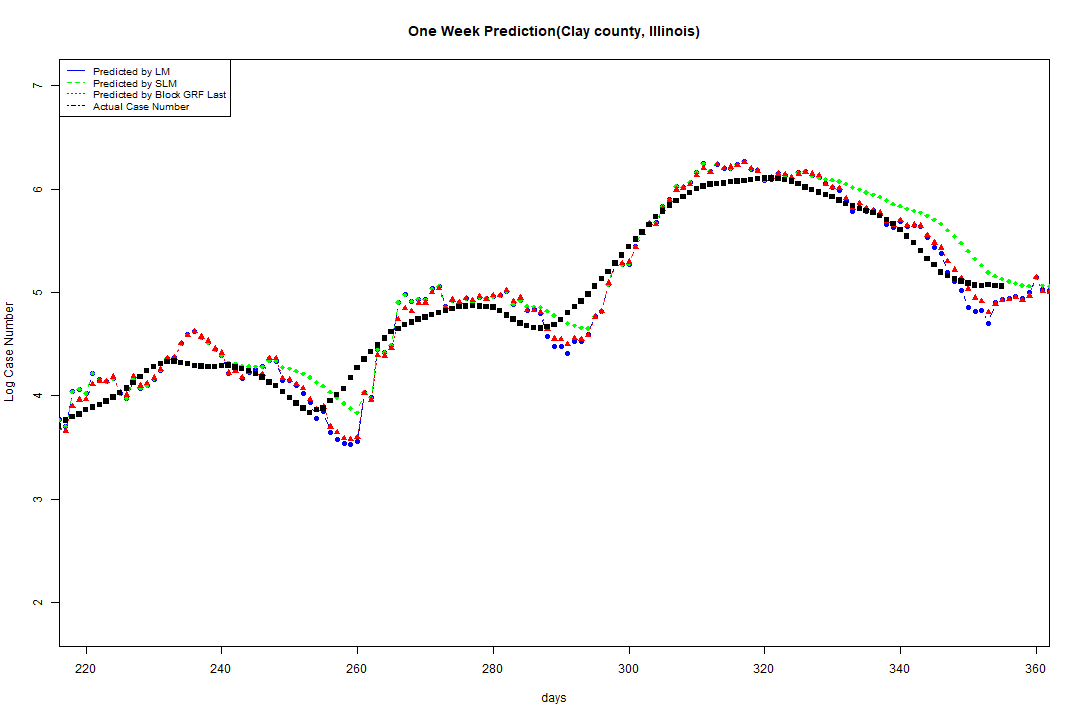 One Week Prediction(Clay county, Illinois)
Predicted by LM
Predicted by SLM
Predicted by Block GRF Last
Actual Case Number
7
6
5
4
3
2
Log Case Number
220 240 260 280 300 320 340 360
days